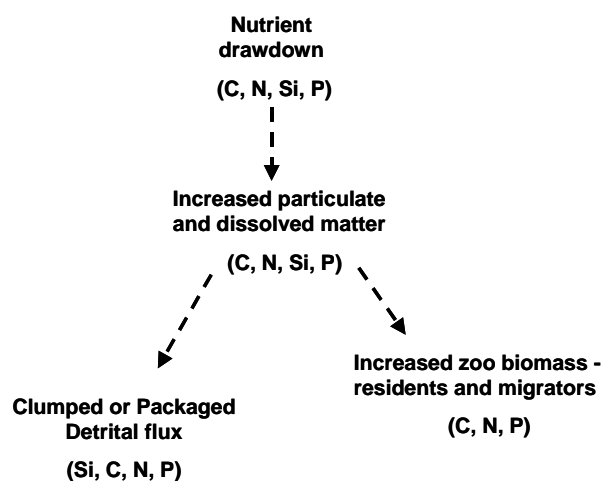 Nutrient
drawdown
(C, N, Si, P)
Increased particulate
and dissolved matter
(C, N, Si, P)
Clumped or Packaged
Detrital flux
(Si, C, N, P)
Increased zoo biomass -
residents and migrators
(C, N, P)